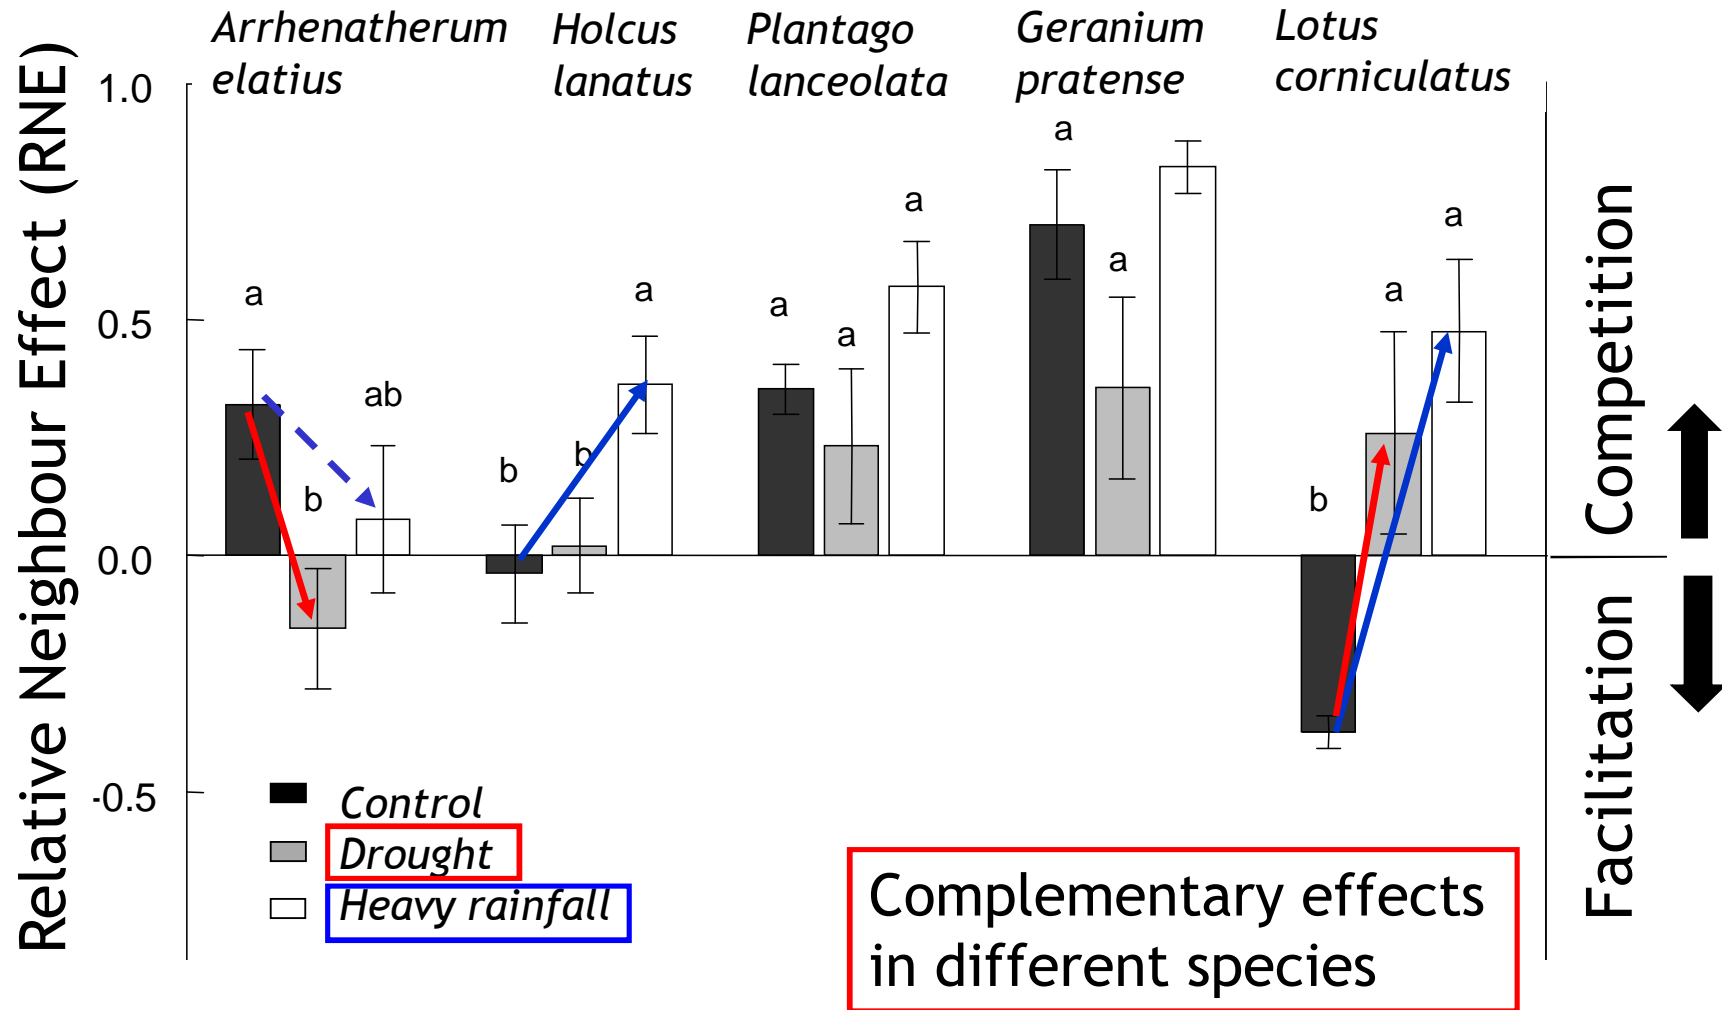 Arrhenatherum
elatius
Holcus
lanatus
Plantago
lanceolata
Geranium
pratense
Lotus
corniculatus
Relative Neighbour Effect (RNE)
1.0
0.5
0.0
-0.5
a
b
ab
b
b
a
a
a
a
a
a
b
a
a
Control
Drought
Heavy rainfall
Complementary effects
in different species
Competition
Facilitation